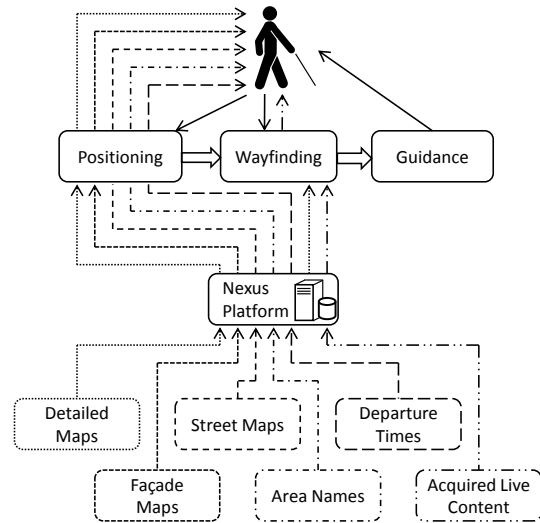 Positioning
Wayfinding
Guidance
Nexus
Platform
Detailed
Maps
Street Maps
Departure
Times
Façade
Maps
Area Names
Acquired Live
Content